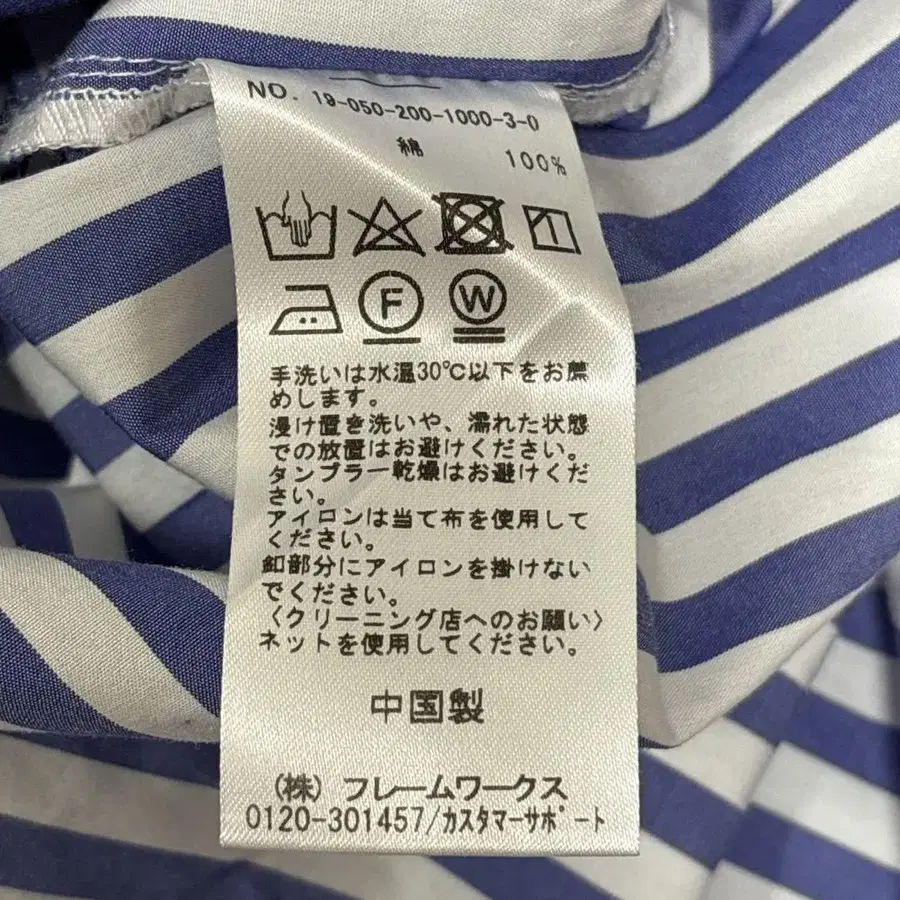 NO. 19-050-200-1000-3-0
綿 100%
F W
手洗いは水温30℃以下をお薦
めします。
浸け置き洗いや、濡れた状態
での放置はお避けください。
タンブラー乾燥はお避けくだ
さい。
アイロンは当て布を使用して
ください。
釦部分にアイロンを掛けない
でください。
〈クリーニング店へのお願い〉
ネットを使用してください。
中国製
(株) フレームワークス
0120-301457/カスタマーサポート